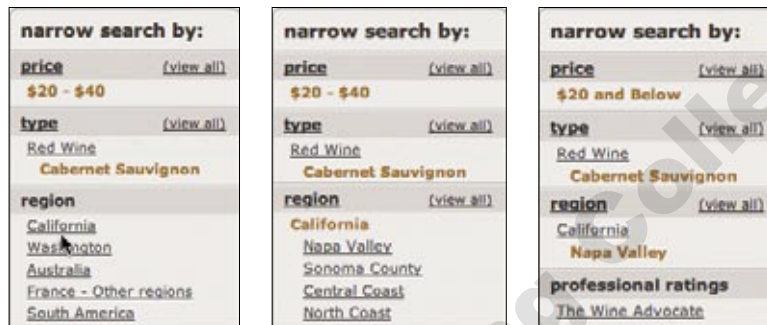 narrow search by:
price (view all)
$20 - $40
type (view all)
Red Wine
Cabernet Sauvignon
region
California
Washington
Australia
France - Other regions
South America
narrow search by:
price (view all)
$20 - $40
type (view all)
Red Wine
Cabernet Sauvignon
region (view all)
California
Napa Valley
Sonoma County
Central Coast
North Coast
narrow search by:
price (view all)
$20 and Below
type (view all)
Red Wine
Cabernet Sauvignon
region (view all)
California
Napa Valley
professional ratings
The Wine Advocate